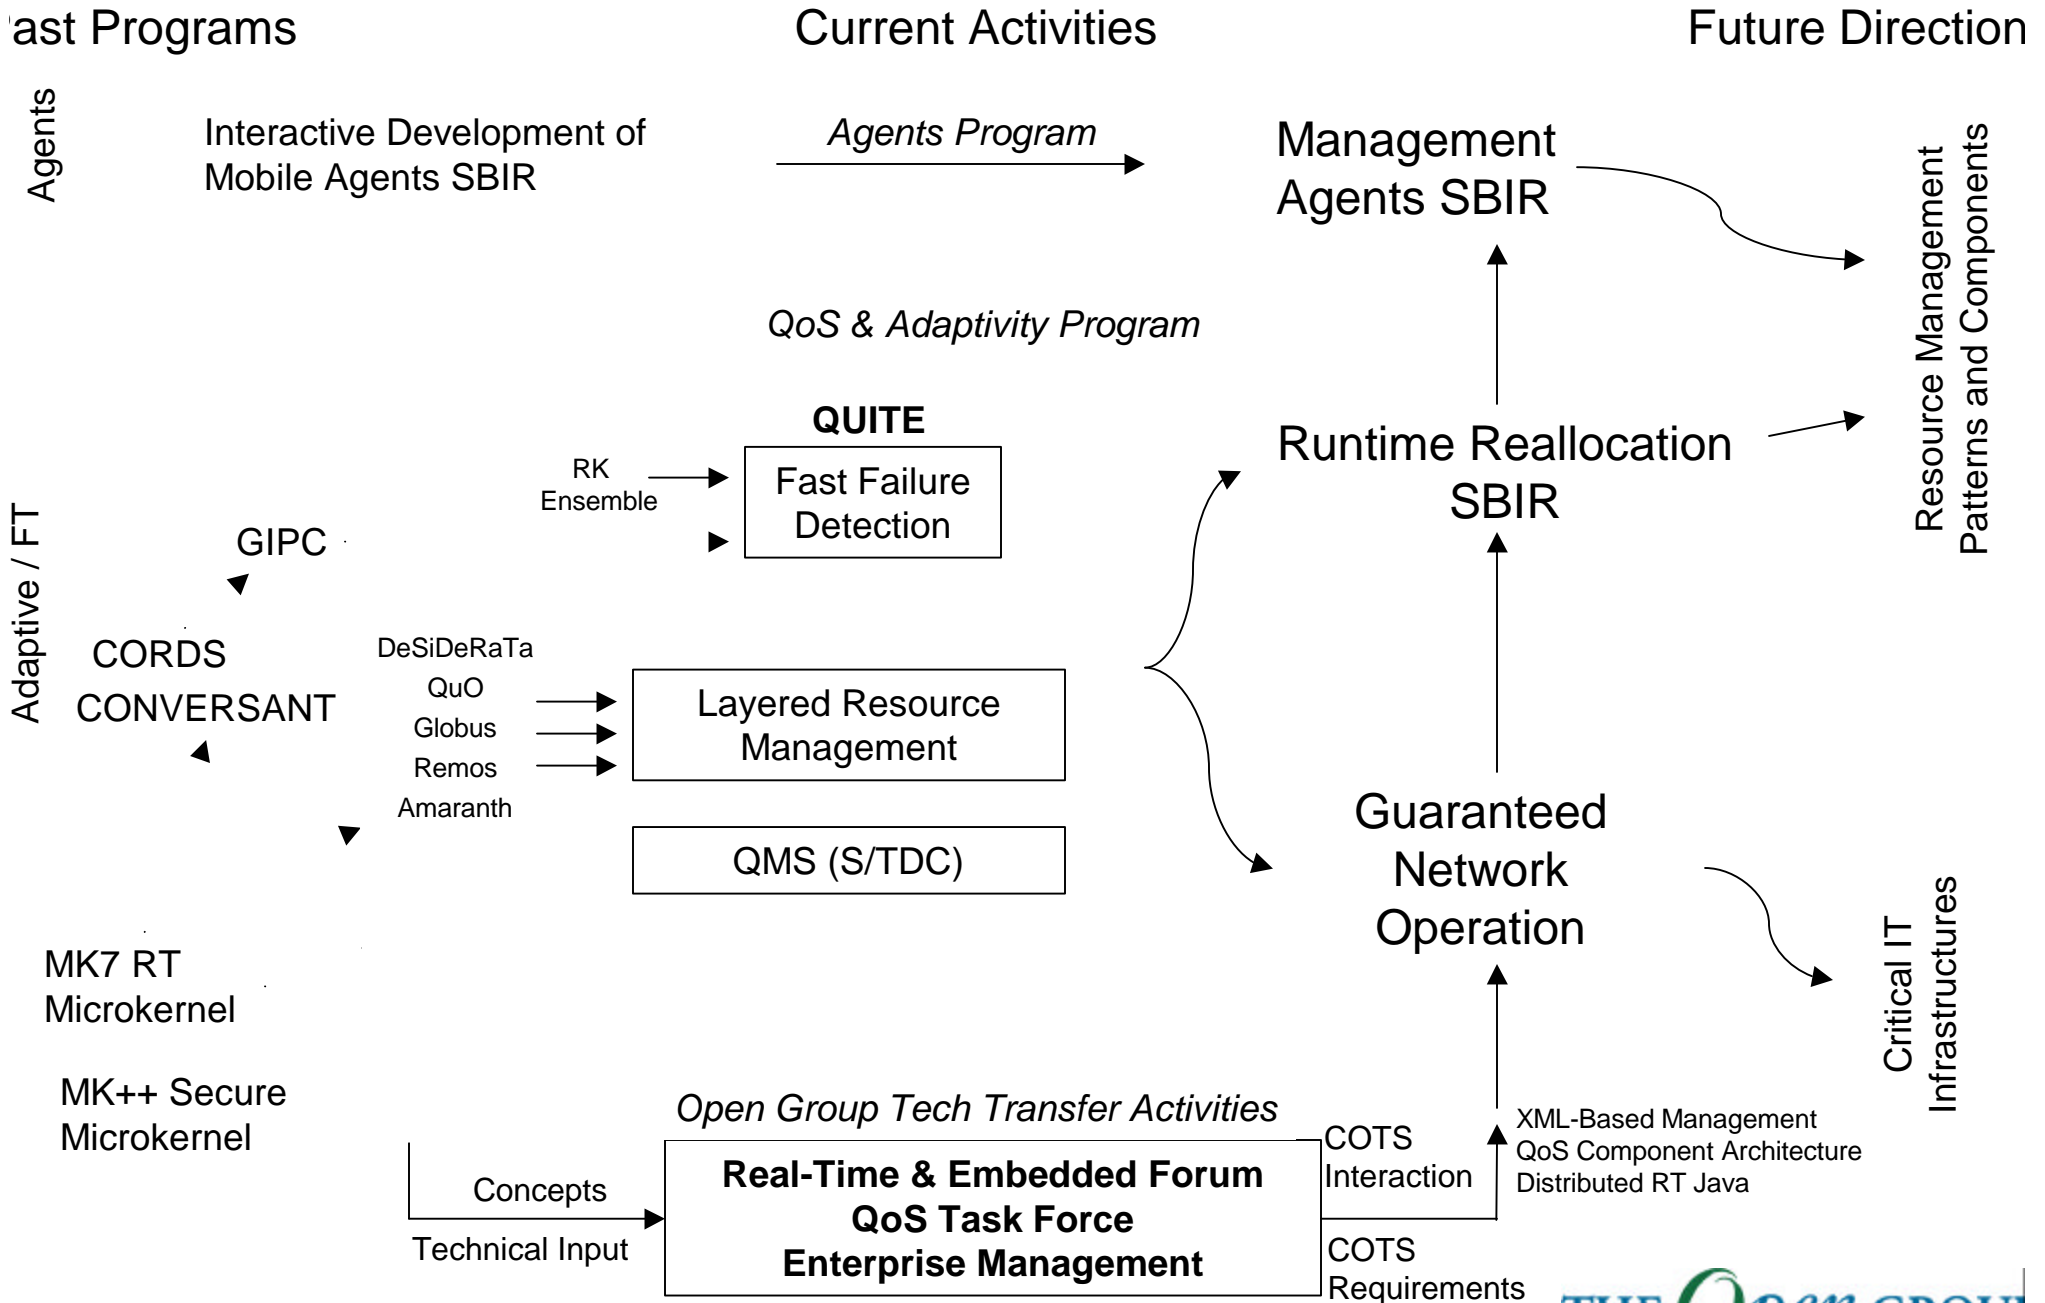 ast Programs
Current Activities
Future Direction
Agents
Interactive Development of
Mobile Agents SBIR
Agents Program
Management
Agents SBIR
Resource Management
Patterns and Components
QoS & Adaptivity Program
QUITE
RK
Ensemble
Fast Failure
Detection
Runtime Reallocation
SBIR
Adaptive / FT
GIPC
CORDS
CONVERSANT
DeSiDeRaTa
QuO
Globus
Remos
Amaranth
Layered Resource
Management
QMS (S/TDC)
Guaranteed
Network
Operation
Critical IT
Infrastructures
MK7 RT
Microkernel
MK++ Secure
Microkernel
Open Group Tech Transfer Activities
Concepts
Technical Input
Real-Time & Embedded Forum
QoS Task Force
Enterprise Management
COTS
Interaction
COTS
Requirements
XML-Based Management
QoS Component Architecture
Distributed RT Java
THE Open GROUP